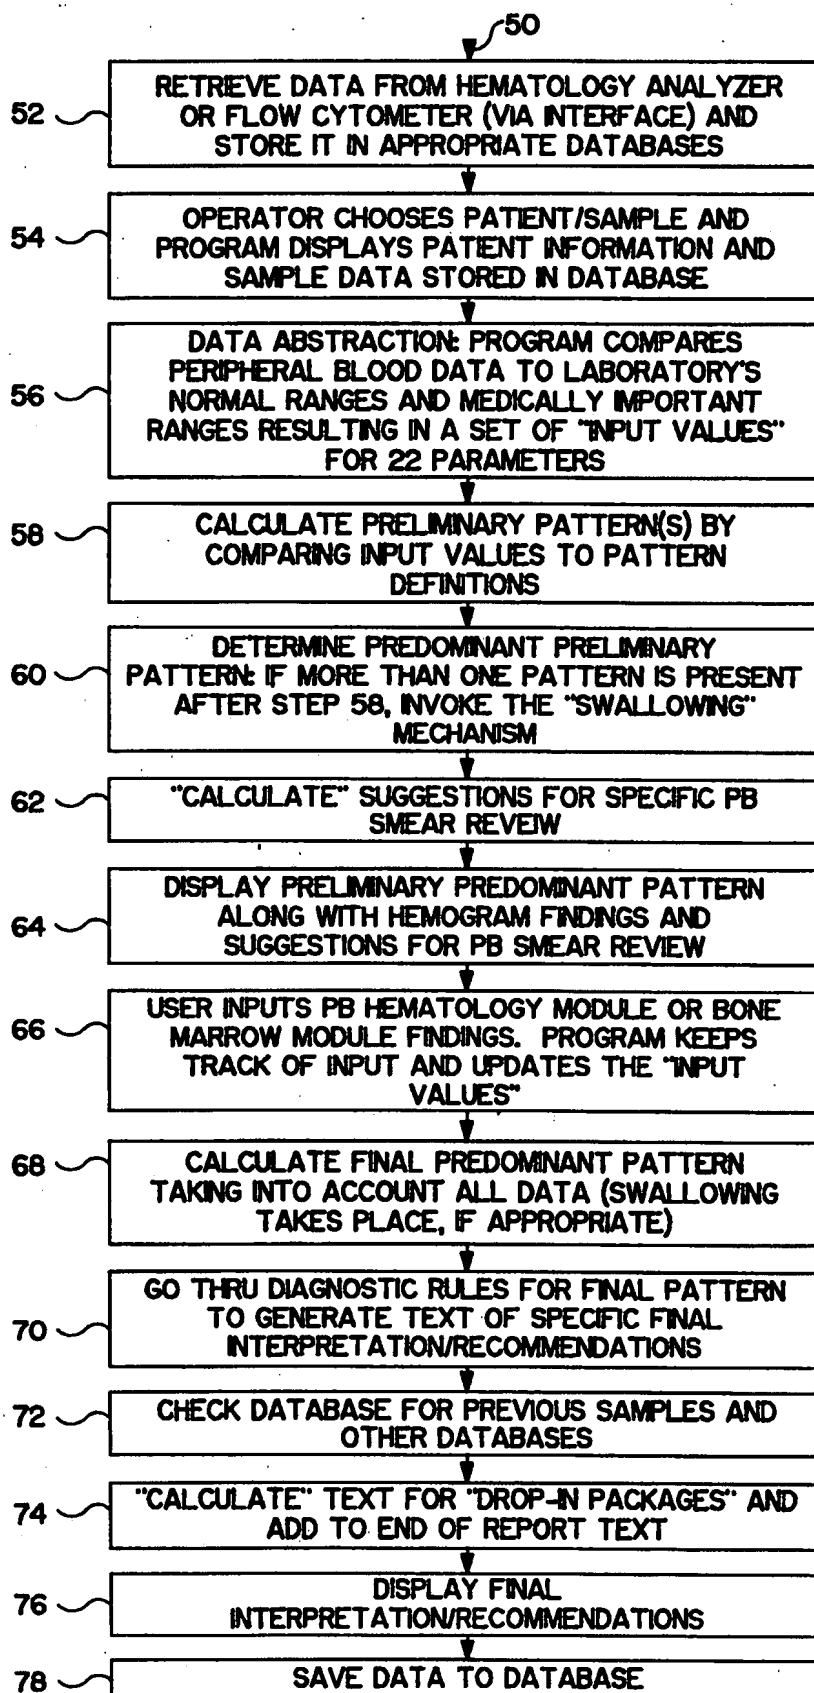 50
52
RETRIEVE DATA FROM HEMATOLOGY ANALYZER
OR FLOW CYTOMETER (VIA INTERFACE) AND
STORE IT IN APPROPRIATE DATABASES
54
OPERATOR CHOOSES PATIENT/SAMPLE AND
PROGRAM DISPLAYS PATIENT INFORMATION AND
SAMPLE DATA STORED IN DATABASE
56
DATA ABSTRACTION: PROGRAM COMPARES
PERIPHERAL BLOOD DATA TO LABORATORY'S
NORMAL RANGES AND MEDICALLY IMPORTANT
RANGES RESULTING IN A SET OF "INPUT VALUES"
FOR 22 PARAMETERS
58
CALCULATE PRELIMINARY PATTERN(S) BY
COMPARING INPUT VALUES TO PATTERN
DEFINITIONS
60
DETERMINE PREDOMINANT PRELIMINARY
PATTERN: IF MORE THAN ONE PATTERN IS PRESENT
AFTER STEP 58, INVOKE THE "SWALLOWING"
MECHANISM
62
"CALCULATE" SUGGESTIONS FOR SPECIFIC PB
SMEAR REVEIW
64
DISPLAY PRELIMINARY PREDOMINANT PATTERN
ALONG WITH HEMOGRAM FINDINGS AND
SUGGESTIONS FOR PB SMEAR REVIEW
66
USER INPUTS PB HEMATOLOGY MODULE OR BONE
MARROW MODULE FINDINGS. PROGRAM KEEPS
TRACK OF INPUT AND UPDATES THE "INPUT
VALUES"
68
CALCULATE FINAL PREDOMINANT PATTERN
TAKING INTO ACCOUNT ALL DATA (SWALLOWING
TAKES PLACE, IF APPROPRIATE)
70
GO THRU DIAGNOSTIC RULES FOR FINAL PATTERN
TO GENERATE TEXT OF SPECIFIC FINAL
INTERPRETATION/RECOMMENDATIONS
72
CHECK DATABASE FOR PREVIOUS SAMPLES AND
OTHER DATABASES
74
"CALCULATE" TEXT FOR "DROP-IN PACKAGES" AND
ADD TO END OF REPORT TEXT
76
DISPLAY FINAL
INTERPRETATION/RECOMMENDATIONS
78
SAVE DATA TO DATABASE